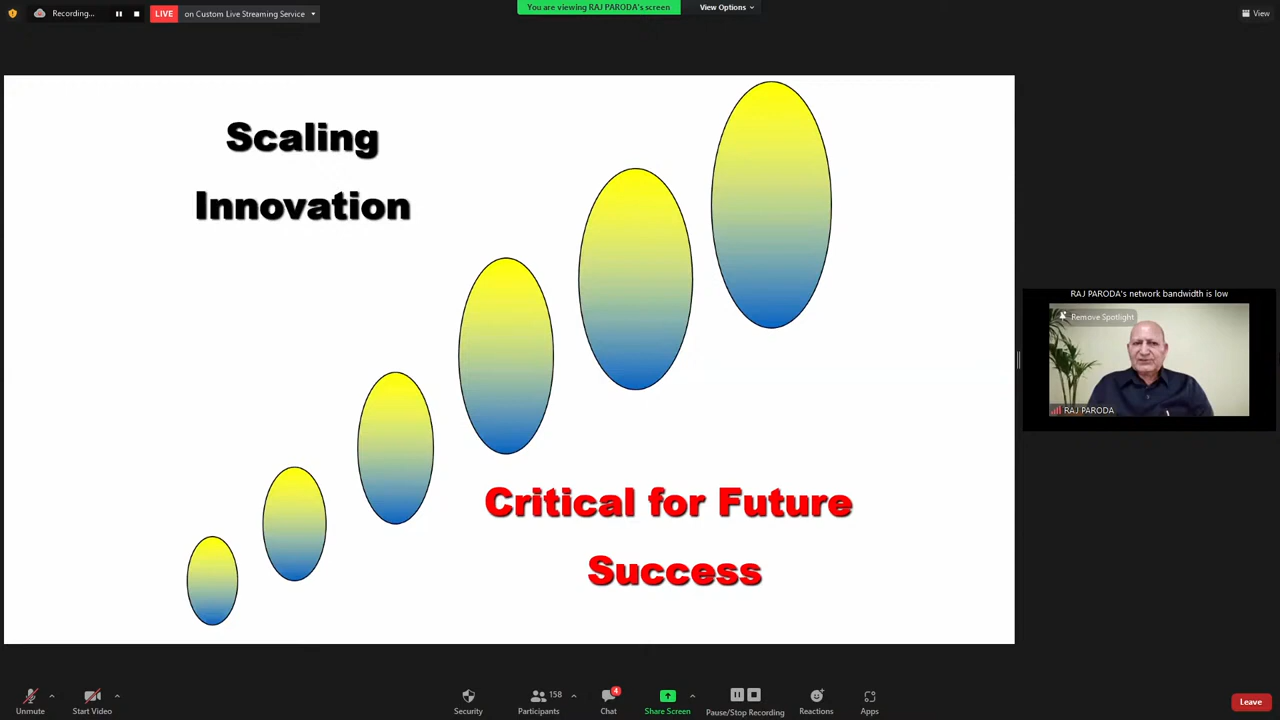 Recording...
LIVE
on Custom Live Streaming Service
You are viewing RAJ PARODA's screen
View Options
View
Scaling
Innovation
Critical for Future
Success
RAJ PARODA's network bandwidth is low
Remove Spotlight
RAJ PARODA
Unmute
Start Video
Security
158
Participants
4
Chat
Share Screen
Pause/Stop Recording
Reactions
Apps
Leave